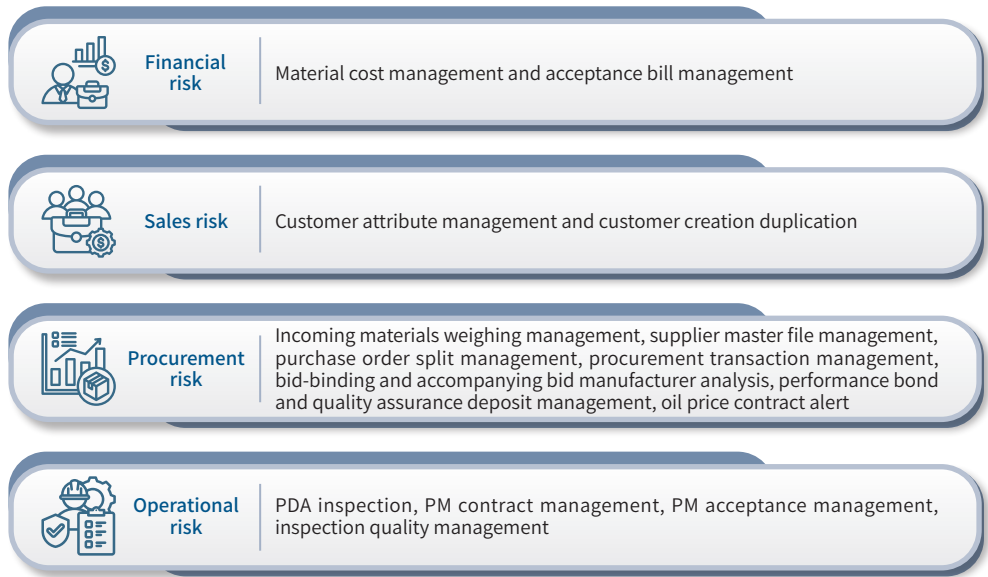 Financial
risk
Material cost management and acceptance bill management
Sales risk
Customer attribute management and customer creation duplication
Procurement
risk
Incoming materials weighing management, supplier master file management,
purchase order split management, procurement transaction management,
bid-binding and accompanying bid manufacturer analysis, performance bond
and quality assurance deposit management, oil price contract alert
Operational
risk
PDA inspection, PM contract management, PM acceptance management,
inspection quality management